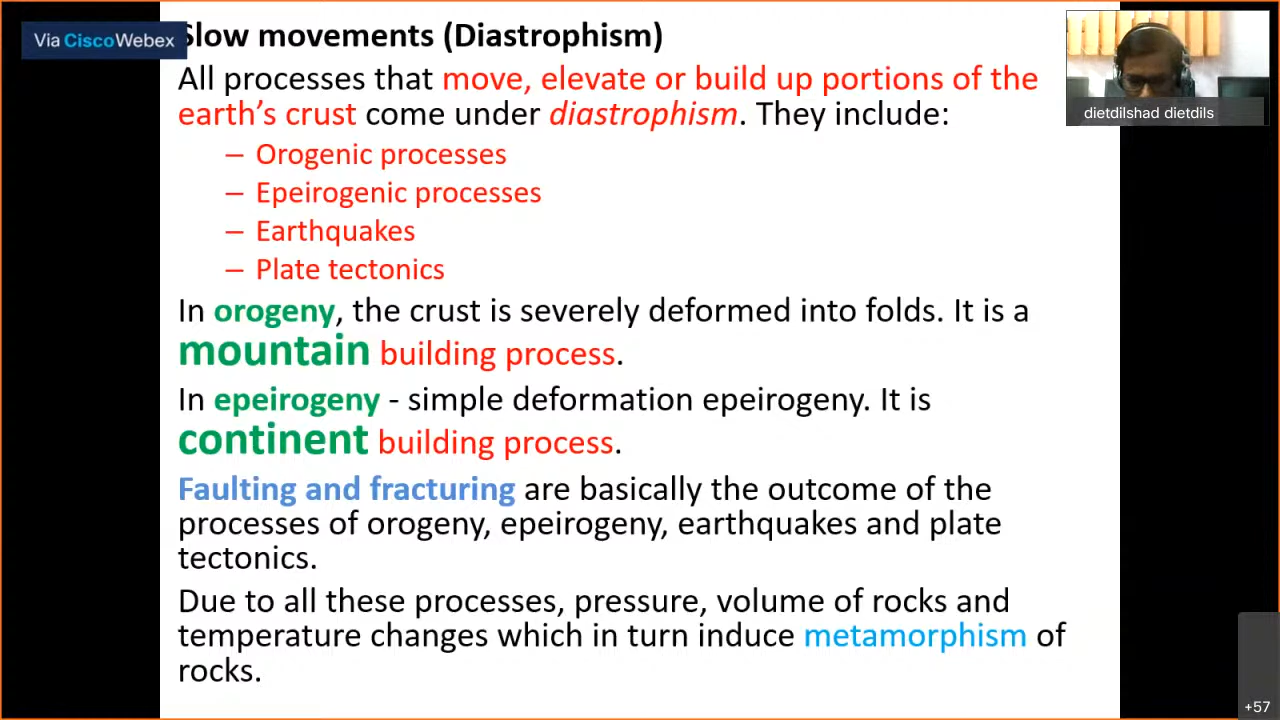 Via CiscoWebex
Slow movements (Diastrophism)
All processes that move, elevate or build up portions of the
earth’s crust come under diastrophism. They include:
– Orogenic processes
– Epeirogenic processes
– Earthquakes
– Plate tectonics
In orogeny, the crust is severely deformed into folds. It is a
mountain building process.
In epeirogeny - simple deformation epeirogeny. It is
continent building process.
Faulting and fracturing are basically the outcome of the
processes of orogeny, epeirogeny, earthquakes and plate
tectonics.
Due to all these processes, pressure, volume of rocks and
temperature changes which in turn induce metamorphism of
rocks.
dietdilshad dietdils
+57